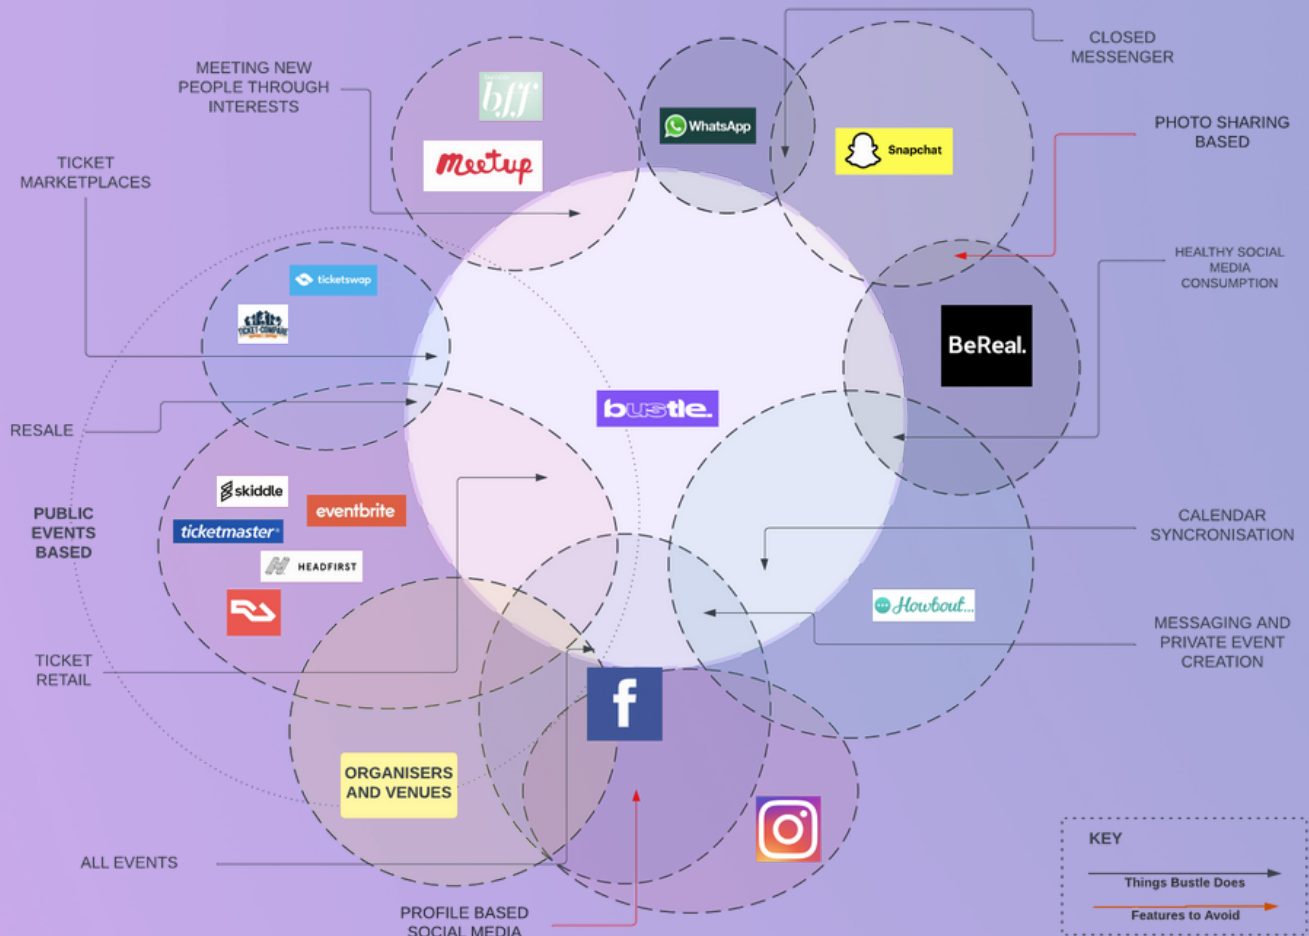 CLOSED
MESSENGER
MEETING NEW
PEOPLE THROUGH
INTERESTS
bff
WhatsApp
Snapchat
PHOTO SHARING
BASED
meetup
TICKET
MARKETPLACES
HEALTHY SOCIAL
MEDIA
CONSUMPTION
ticketswap
TICKET-COMPARE
BeReal.
bustle.
RESALE
skiddle
eventbrite
PUBLIC
EVENTS
BASED
ticketmaster®
HEADFIRST
CALENDAR
SYNCRONISATION
Howbout...
MESSAGING AND
PRIVATE EVENT
CREATION
TICKET
RETAIL
f
ORGANISERS
AND VENUES
ALL EVENTS
PROFILE BASED
SOCIAL MEDIA
KEY
Things Bustle Does
Features to Avoid